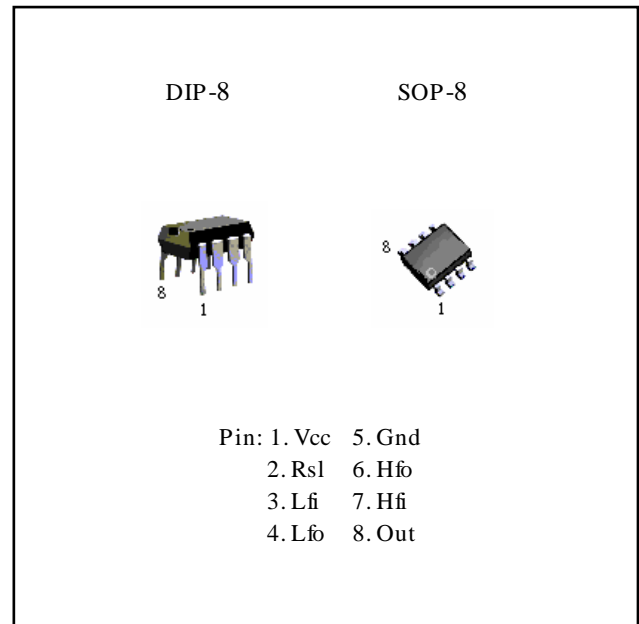 DIP-8 SOP-8
8
1
8
1
Pin: 1. Vcc 5. Gnd
2. Rsl 6. Hfo
3. Lfi 7. Hfi
4. Lfo 8. Out